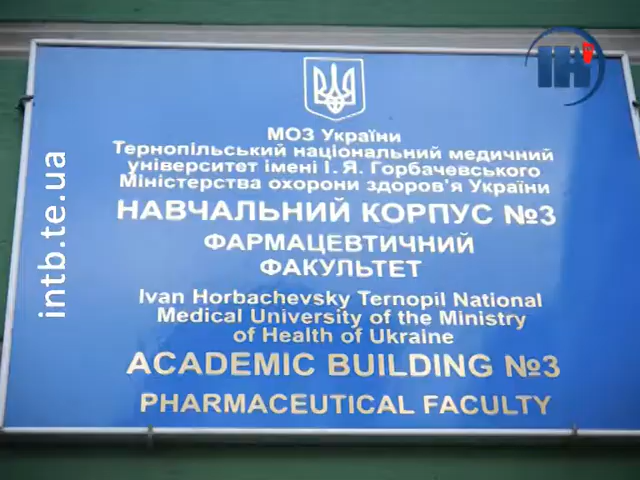 ІНТБ
МОЗ України
Тернопільський національний медичний
університет імені І. Я. Горбачевського
Міністерства охорони здоров'я України
НАВЧАЛЬНИЙ КОРПУС №3
ФАРМАЦЕВТИЧНИЙ
ФАКУЛЬТЕТ
Ivan Horbachevsky Ternopil National
Medical University of the Ministry
of Health of Ukraine
ACADEMIC BUILDING №3
PHARMACEUTICAL FACULTY
intb.te.ua